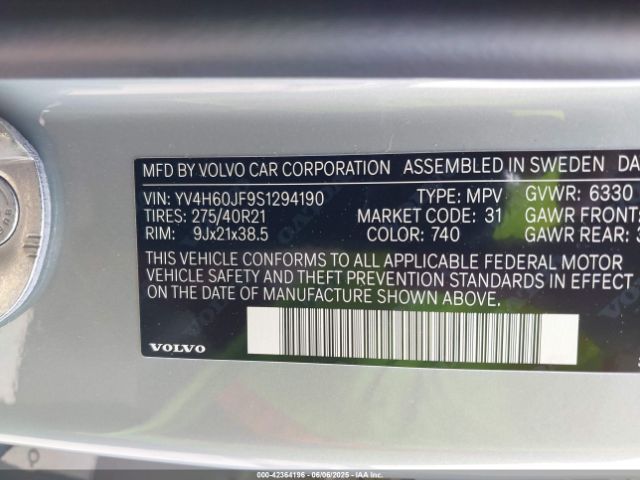 MFD BY VOLVO CAR CORPORATION ASSEMBLED IN SWEDEN DA
VIN: YV4H60JF9S1294190 TYPE: MPV GVWR: 6330
TIRES: 275/40R21 MARKET CODE: 31 GAWR FRONT:
RIM: 9Jx21x38.5 COLOR: 740 GAWR REAR: 3
THIS VEHICLE CONFORMS TO ALL APPLICABLE FEDERAL MOTOR
VEHICLE SAFETY AND THEFT PREVENTION STANDARDS IN EFFECT
ON THE DATE OF MANUFACTURE SHOWN ABOVE.
VOLVO
000-42364196 06/06/2025 IAAI.COM